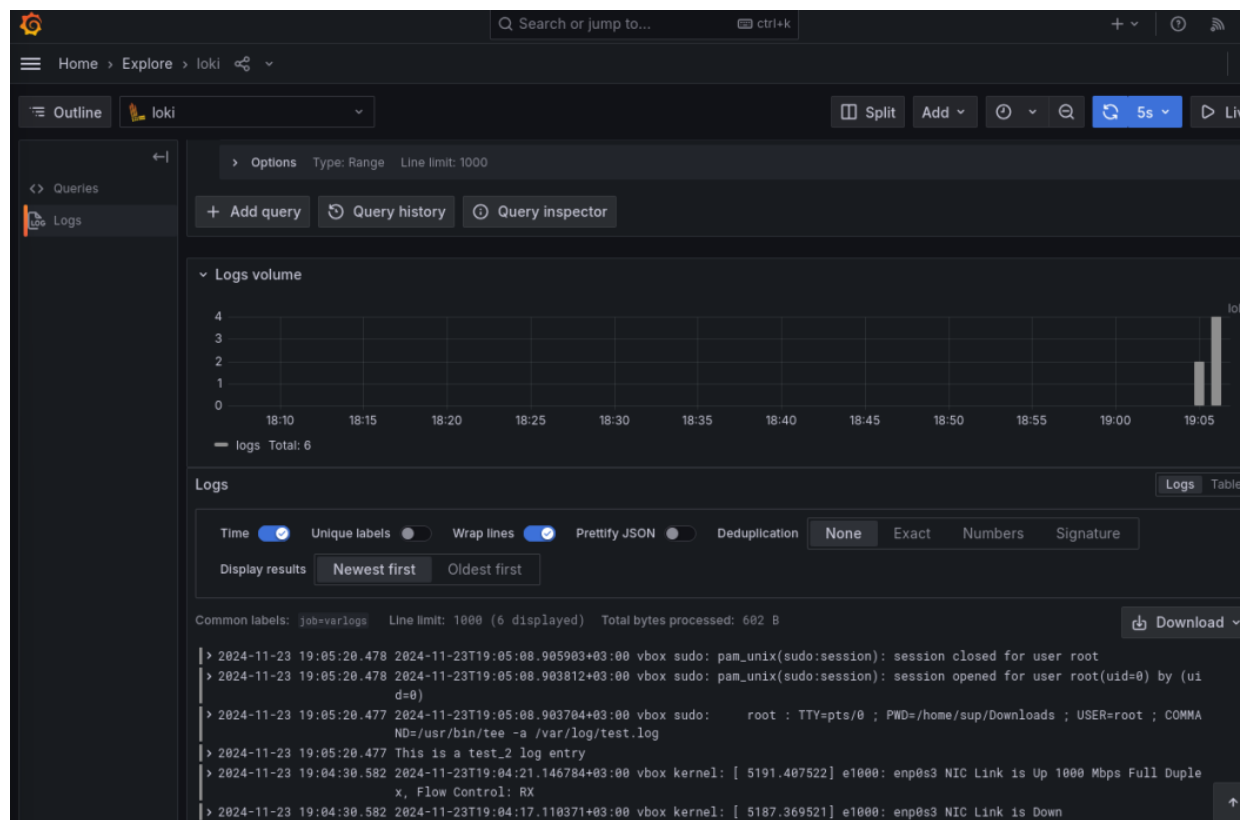 Search or jump to... ctrl+k
Home › Explore › loki
Outline loki Split Add 5s Liv
Options Type: Range Line limit: 1000
Queries
+ Add query Query history Query inspector
Logs
Logs volume
4
3
2
1
0
18:10 18:15 18:20 18:25 18:30 18:35 18:40 18:45 18:50 18:55 19:00 19:05
logs Total: 6
Logs Logs Table
Time Unique labels Wrap lines Prettify JSON Deduplication None Exact Numbers Signature
Display results Newest first Oldest first
Common labels: job=varlogs Line limit: 1000 (6 displayed) Total bytes processed: 602 B Download
> 2024-11-23 19:05:20.478 2024-11-23T19:05:08.905903+03:00 vbox sudo: pam_unix(sudo:session): session closed for user root
> 2024-11-23 19:05:20.478 2024-11-23T19:05:08.903812+03:00 vbox sudo: pam_unix(sudo:session): session opened for user root(uid=0) by (ui
d=0)
> 2024-11-23 19:05:20.477 2024-11-23T19:05:08.903704+03:00 vbox sudo: root : TTY=pts/0 ; PWD=/home/sup/Downloads ; USER=root ; COMMA
ND=/usr/bin/tee -a /var/log/test.log
> 2024-11-23 19:05:20.477 This is a test_2 log entry
> 2024-11-23 19:04:30.582 2024-11-23T19:04:21.146784+03:00 vbox kernel: [ 5191.407522] e1000: enp0s3 NIC Link is Up 1000 Mbps Full Duple
x, Flow Control: RX
> 2024-11-23 19:04:30.582 2024-11-23T19:04:17.110371+03:00 vbox kernel: [ 5187.369521] e1000: enp0s3 NIC Link is Down